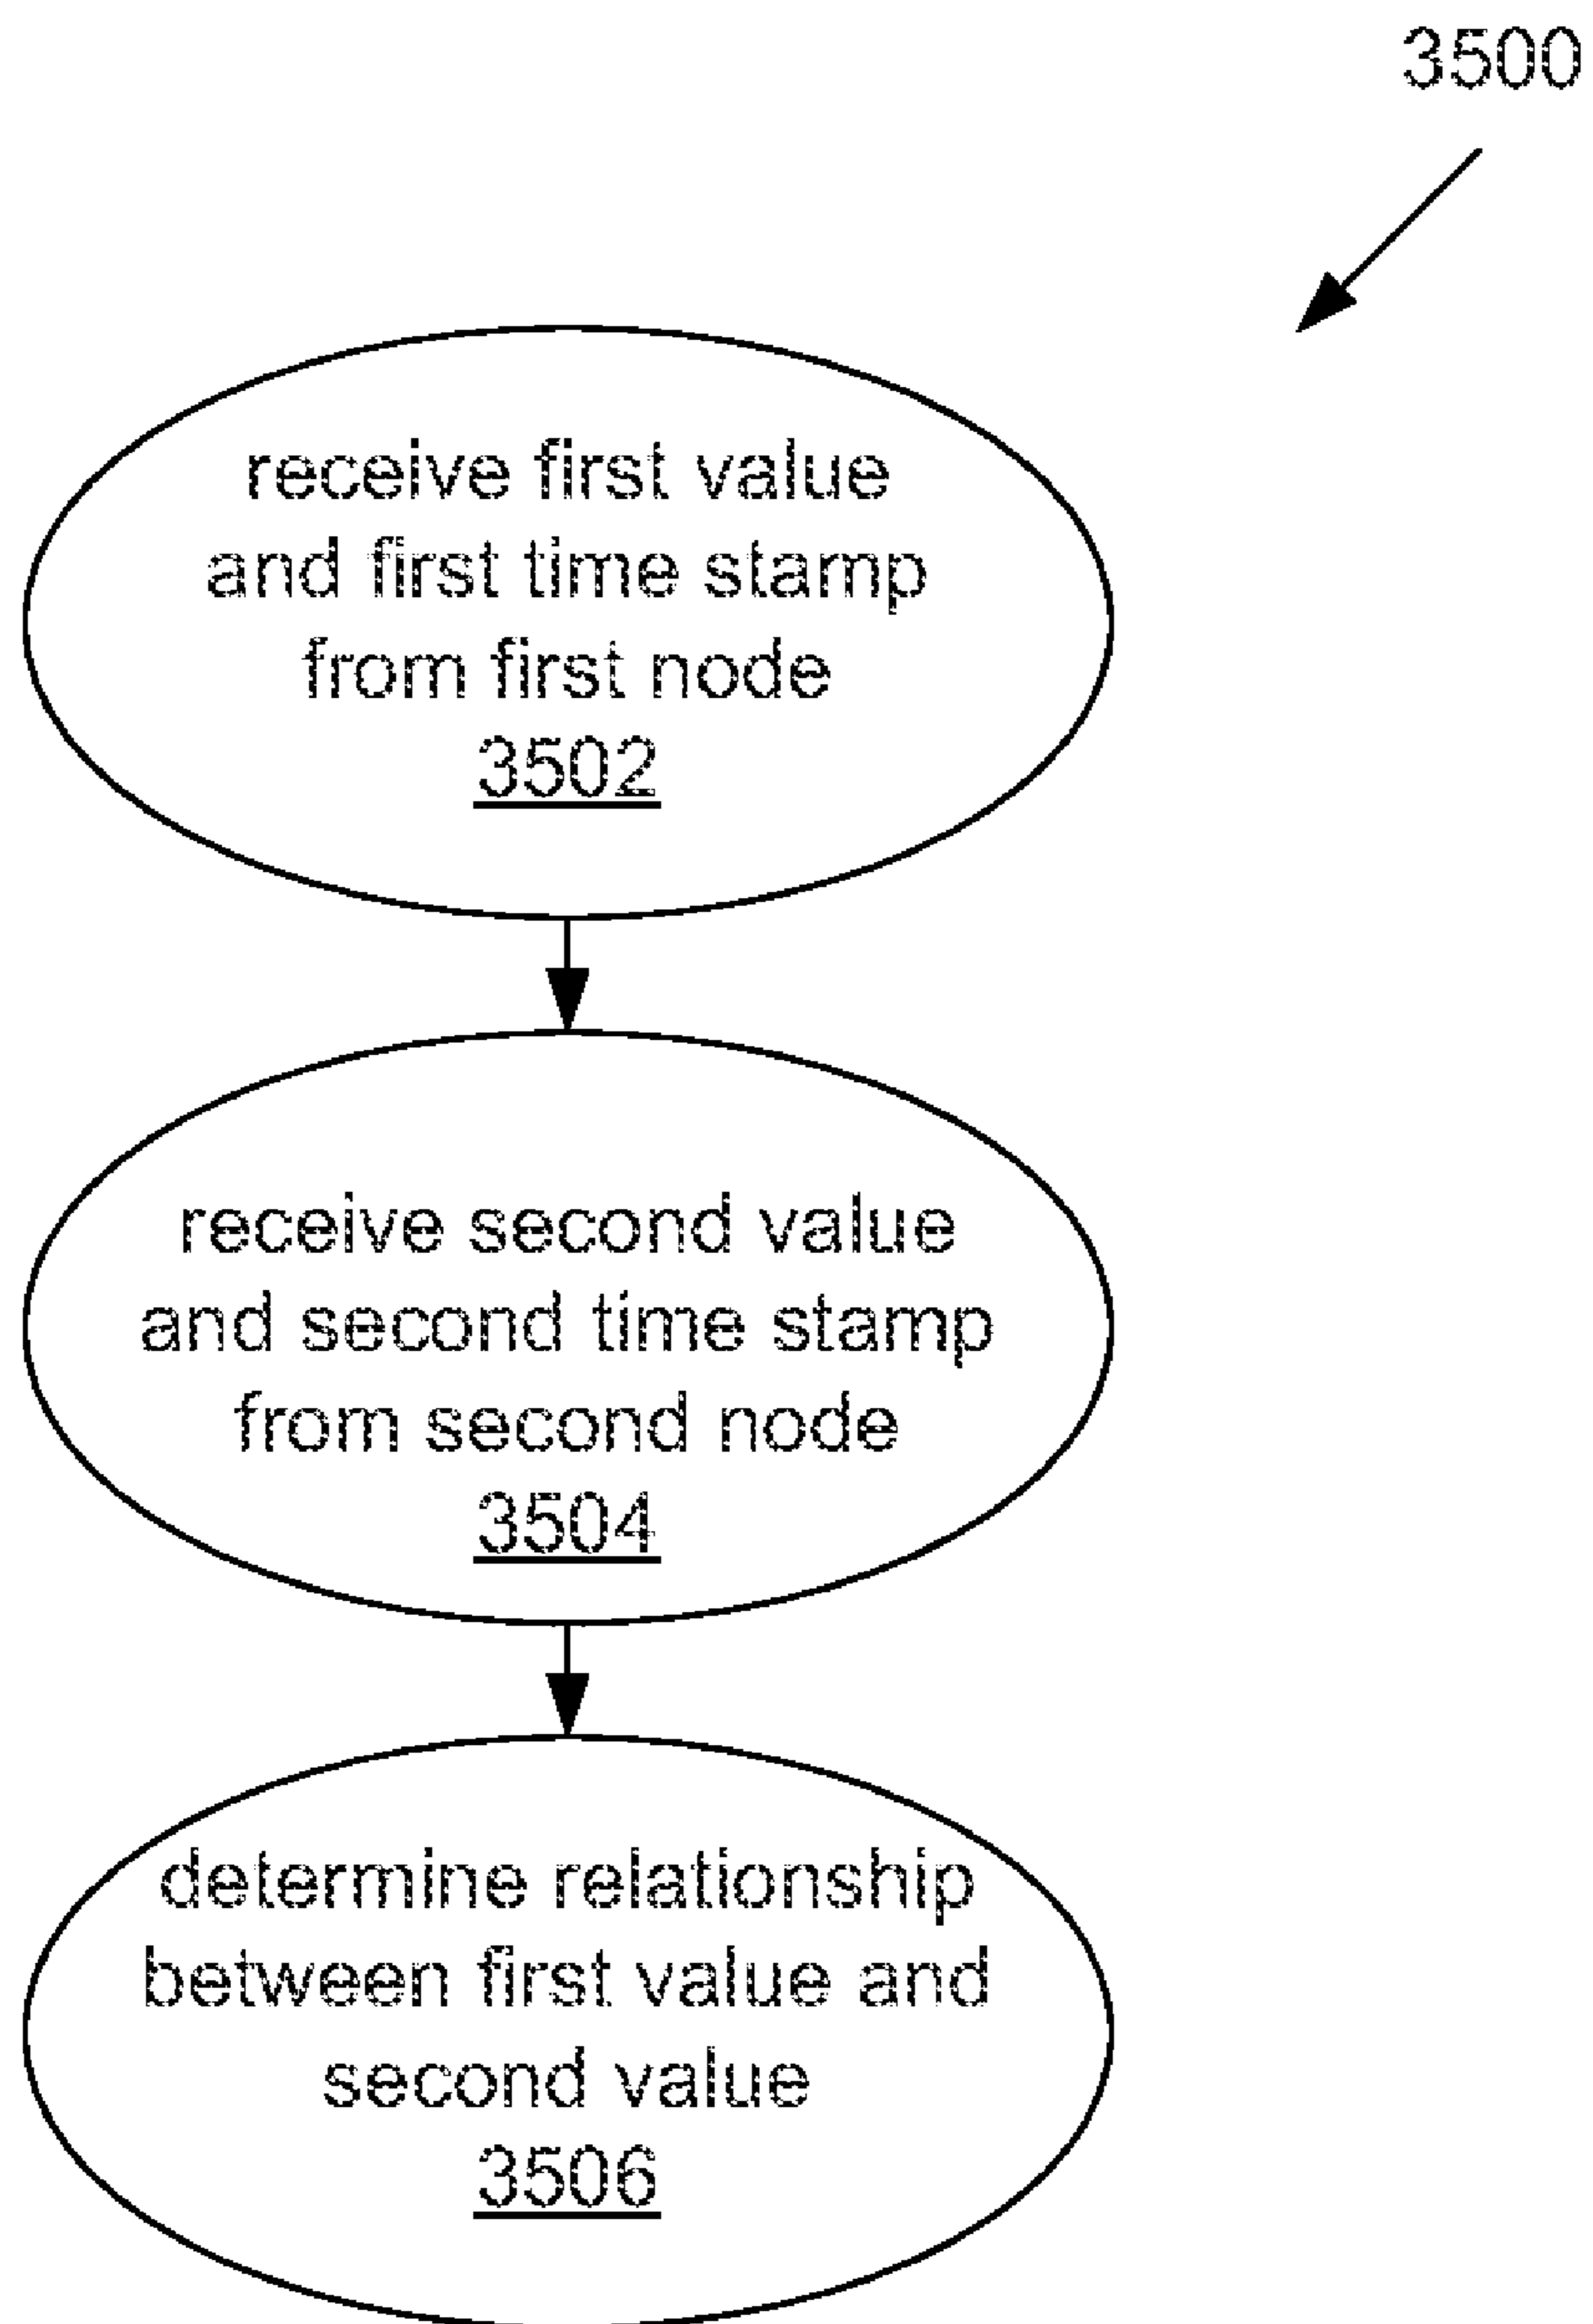 3500
receive first value
and first time stamp
from first node
3502
receive second value
and second time stamp
from second node
3504
determine relationship
between first value and
second value
3506